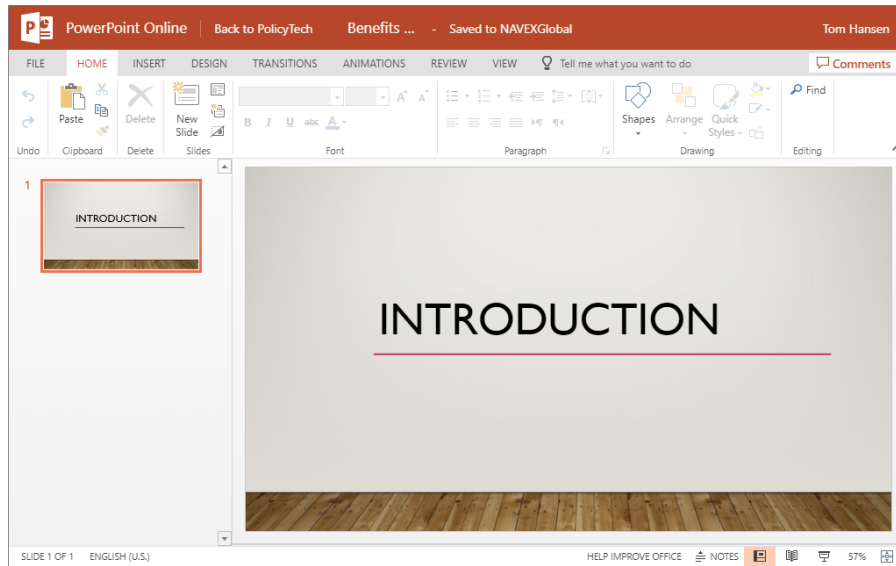 P PowerPoint Online Back to PolicyTech Benefits ... - Saved to NAVEXGlobal Tom Hansen
FILE HOME INSERT DESIGN TRANSITIONS ANIMATIONS REVIEW VIEW Tell me what you want to do Comments
Paste Delete New Slide B I U abc A A A Shapes Arrange Quick Styles Find
Undo Clipboard Delete Slides Font Paragraph Drawing Editing
1
INTRODUCTION
INTRODUCTION
SLIDE 1 OF 1 ENGLISH (U.S.) HELP IMPROVE OFFICE NOTES 57%